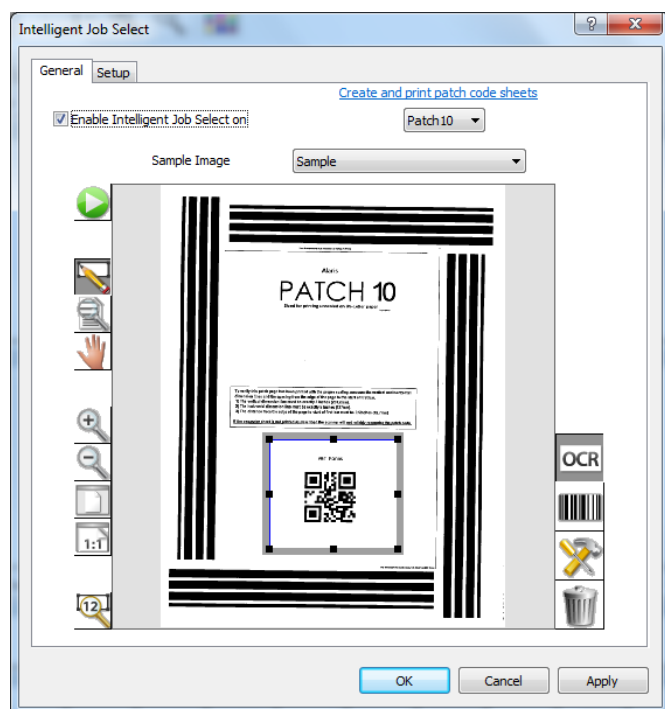 Intelligent Job Select
General Setup
Create and print patch code sheets
Enable Intelligent Job Select on
Patch10
Sample Image
Sample
Alaris
PATCH 10
1:1
12
OCR
OK Cancel Apply